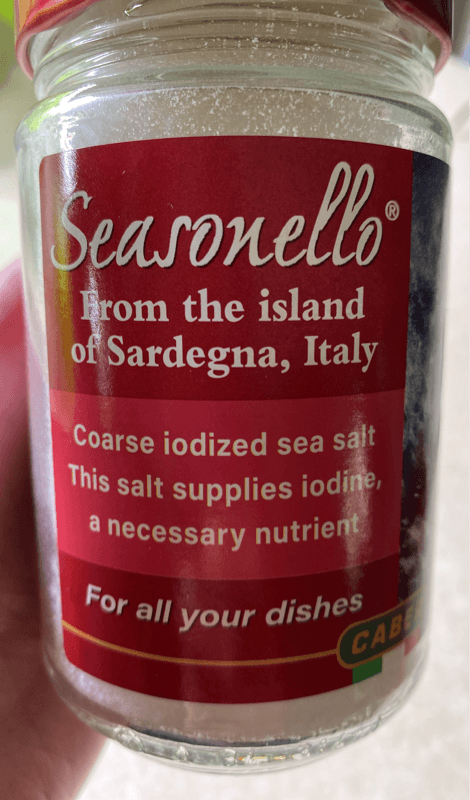 Seasonello®
From the island
of Sardegna, Italy
Coarse iodized sea salt
This salt supplies iodine,
a necessary nutrient
For all your dishes